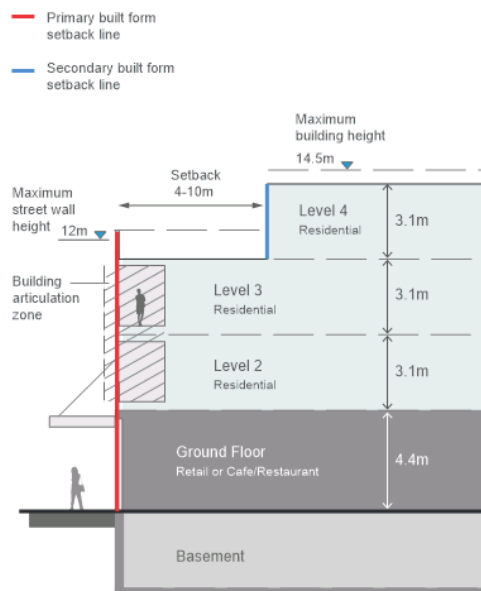 Primary built form
setback line
Secondary built form
setback line
Maximum
building height
14.5m
Setback
4-10m
Maximum
street wall
height
12m
Level 4
Residential
3.1m
Building
articulation
zone
Level 3
Residential
3.1m
Level 2
Residential
3.1m
Ground Floor
Retail or Cafe/Restaurant
4.4m
Basement